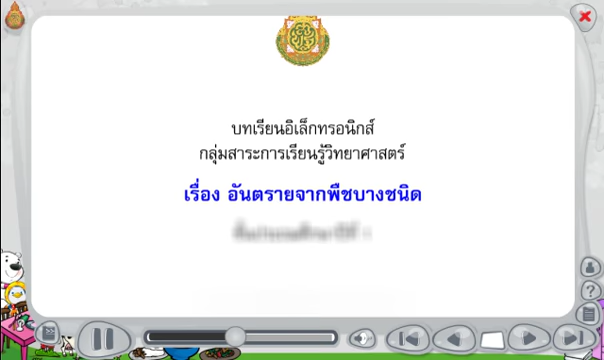 บทเรียนอิเล็กทรอนิกส์
กลุ่มสาระการเรียนรู้วิทยาศาสตร์
เรื่อง อันตรายจากพืชบางชนิด